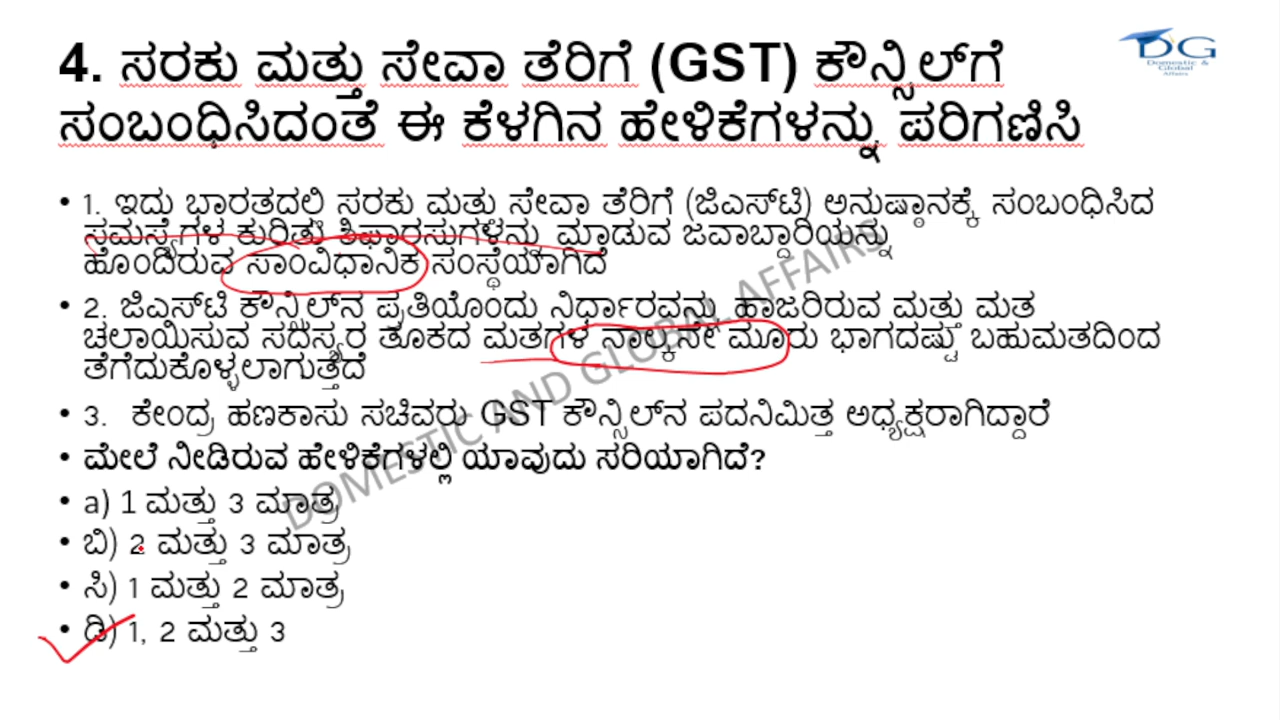 DG
Domestic &
Global
Affairs
4. ಸರಕು ಮತ್ತು ಸೇವಾ ತೆರಿಗೆ (GST) ಕೌನ್ಸಿಲ್‌ಗೆ
ಸಂಬಂಧಿಸಿದಂತೆ ಈ ಕೆಳಗಿನ ಹೇಳಿಕೆಗಳನ್ನು ಪರಿಗಣಿಸಿ
• 1. ಇದು ಭಾರತದಲ್ಲಿ ಸರಕು ಮತ್ತು ಸೇವಾ ತೆರಿಗೆ (ಜಿಎಸ್‌ಟಿ) ಅನುಷ್ಠಾನಕ್ಕೆ ಸಂಬಂಧಿಸಿದ
ಸಮಸ್ಯೆಗಳ ಕುರಿತು ಶಿಫಾರಸುಗಳನ್ನು ಮಾಡುವ ಜವಾಬ್ದಾರಿಯನ್ನು
ಹೊಂದಿರುವ ಸಾಂವಿಧಾನಿಕ ಸಂಸ್ಥೆಯಾಗಿದೆ
• 2. ಜಿಎಸ್‌ಟಿ ಕೌನ್ಸಿಲ್‌ನ ಪ್ರತಿಯೊಂದು ನಿರ್ಧಾರವನ್ನು ಹಾಜರಿರುವ ಮತ್ತು ಮತ
ಚಲಾಯಿಸುವ ಸದಸ್ಯರ ತೂಕದ ಮತಗಳ ನಾಲ್ಕನೇ ಮೂರು ಭಾಗದಷ್ಟು ಬಹುಮತದಿಂದ
ತೆಗೆದುಕೊಳ್ಳಲಾಗುತ್ತದೆ
• 3. ಕೇಂದ್ರ ಹಣಕಾಸು ಸಚಿವರು GST ಕೌನ್ಸಿಲ್‌ನ ಪದನಿಮಿತ್ತ ಅಧ್ಯಕ್ಷರಾಗಿದ್ದಾರೆ
• ಮೇಲೆ ನೀಡಿರುವ ಹೇಳಿಕೆಗಳಲ್ಲಿ ಯಾವುದು ಸರಿಯಾಗಿದೆ?
• a) 1 ಮತ್ತು 3 ಮಾತ್ರ
• ಬಿ) 2 ಮತ್ತು 3 ಮಾತ್ರ
• ಸಿ) 1 ಮತ್ತು 2 ಮಾತ್ರ
• ಡಿ) 1, 2 ಮತ್ತು 3
DOMESTIC AND GLOBAL AFFAIRS